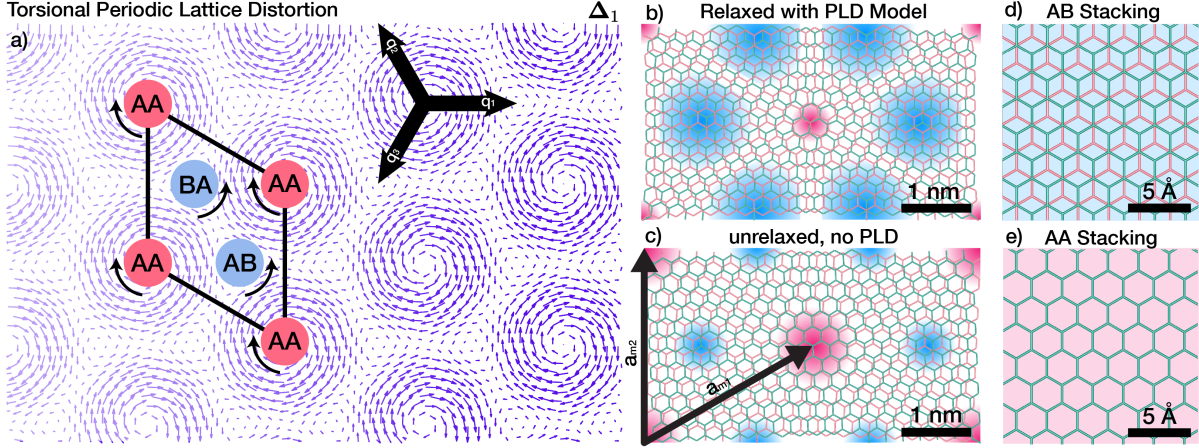 Torsional Periodic Lattice Distortion
Δ1
a)
q2
q1
q3
AA
BA
AA
AA
AB
AA
b)
Relaxed with PLD Model
1 nm
c)
unrelaxed, no PLD
am2
am1
1 nm
d)
AB Stacking
5 Å
e)
AA Stacking
5 Å